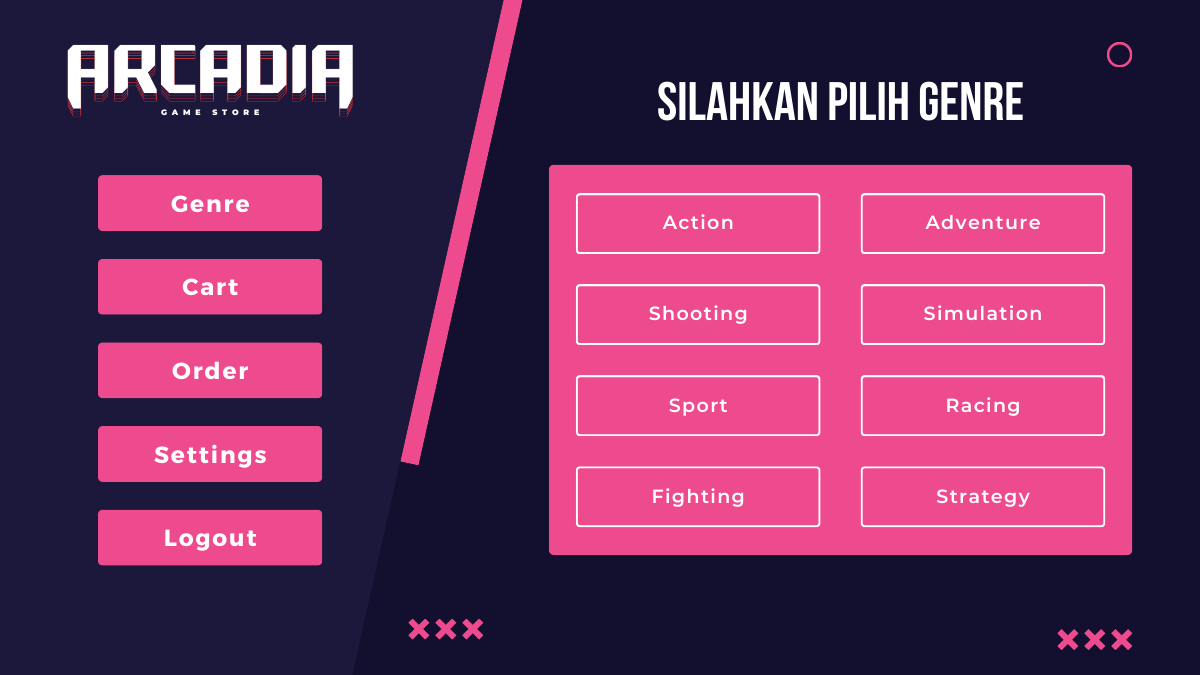 ARCADIA
GAME STORE
Genre
Cart
Order
Settings
Logout
SILAHKAN PILIH GENRE
Action
Adventure
Shooting
Simulation
Sport
Racing
Fighting
Strategy